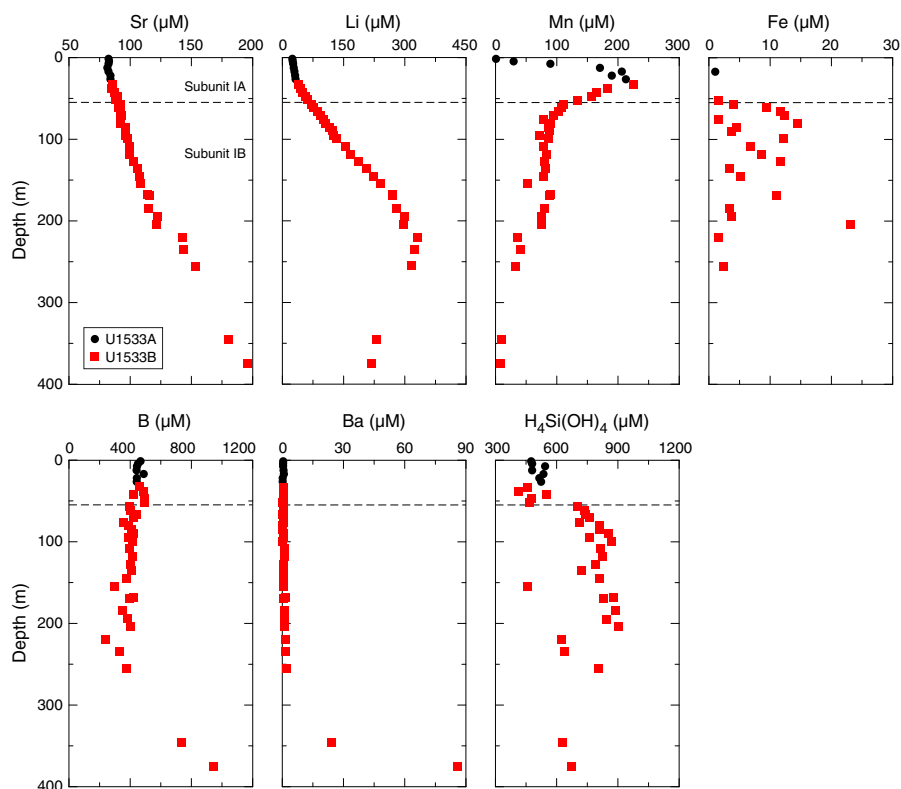 Sr (µM)
Li (µM)
Mn (µM)
Fe (µM)
50 100 150 200
0 150 300 450
0 100 200 300
0 10 20 30
0
100
200
300
400
Depth (m)
Subunit IA
Subunit IB
U1533A
U1533B
B (µM)
Ba (µM)
H₄Si(OH)₄ (µM)
0 400 800 1200
0 30 60 90
300 600 900 1200
0
100
200
300
400
Depth (m)